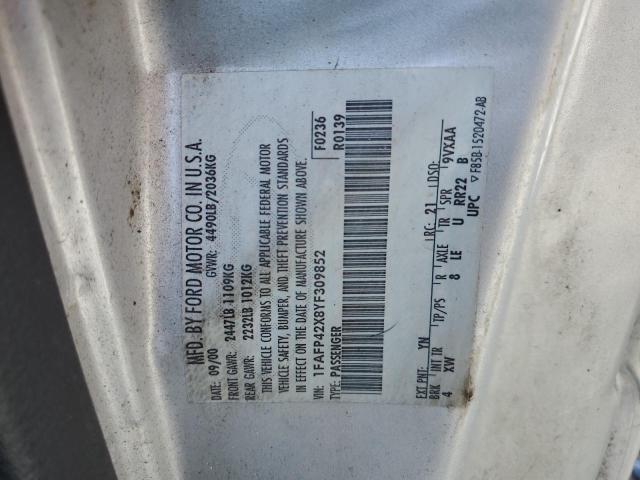 MFD. BY FORD MOTOR CO. IN U.S.A.
DATE: 09/00 GVWR: 4490LB/2036KG
FRONT GAWR: 2447LB 1109KG
REAR GAWR: 2232LB 1012KG
THIS VEHICLE CONFORMS TO ALL APPLICABLE FEDERAL MOTOR
VEHICLE SAFETY, BUMPER, AND THEFT PREVENTION STANDARDS
IN EFFECT ON THE DATE OF MANUFACTURE SHOWN ABOVE.
VIN: 1FAFP42X8YF309852
TYPE: PASSENGER
F0236
R0139
EXT PNT: YN RC: 21 DSO:
BRK INT TR TP/PS R AXLE TR SPR
4 XW 8 LE U RR22 B 9VXAA
UPC
F85B-1520472-AB